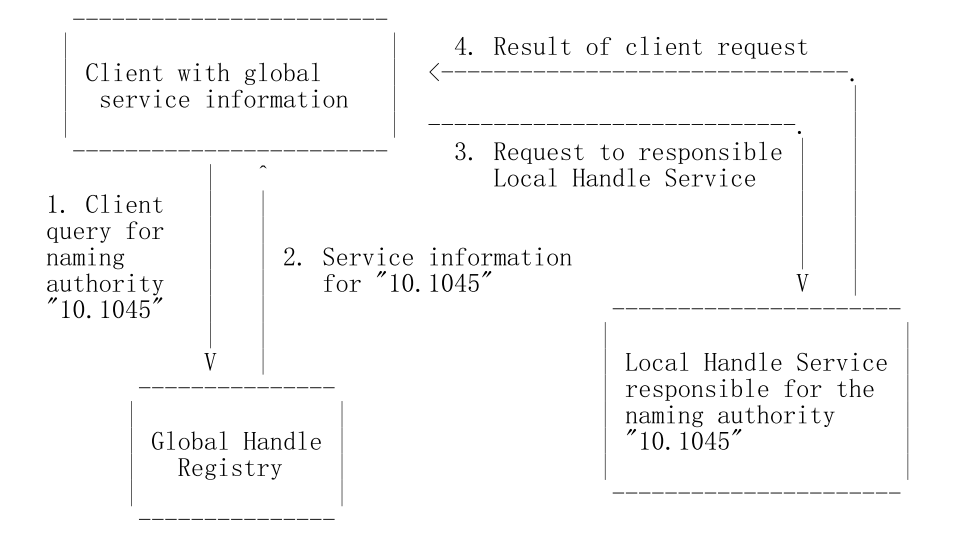 Client with global
service information
4. Result of client request
3. Request to responsible
Local Handle Service
1. Client
query for
naming
authority
"10.1045"
2. Service information
for "10.1045"
Global Handle
Registry
Local Handle Service
responsible for the
naming authority
"10.1045"